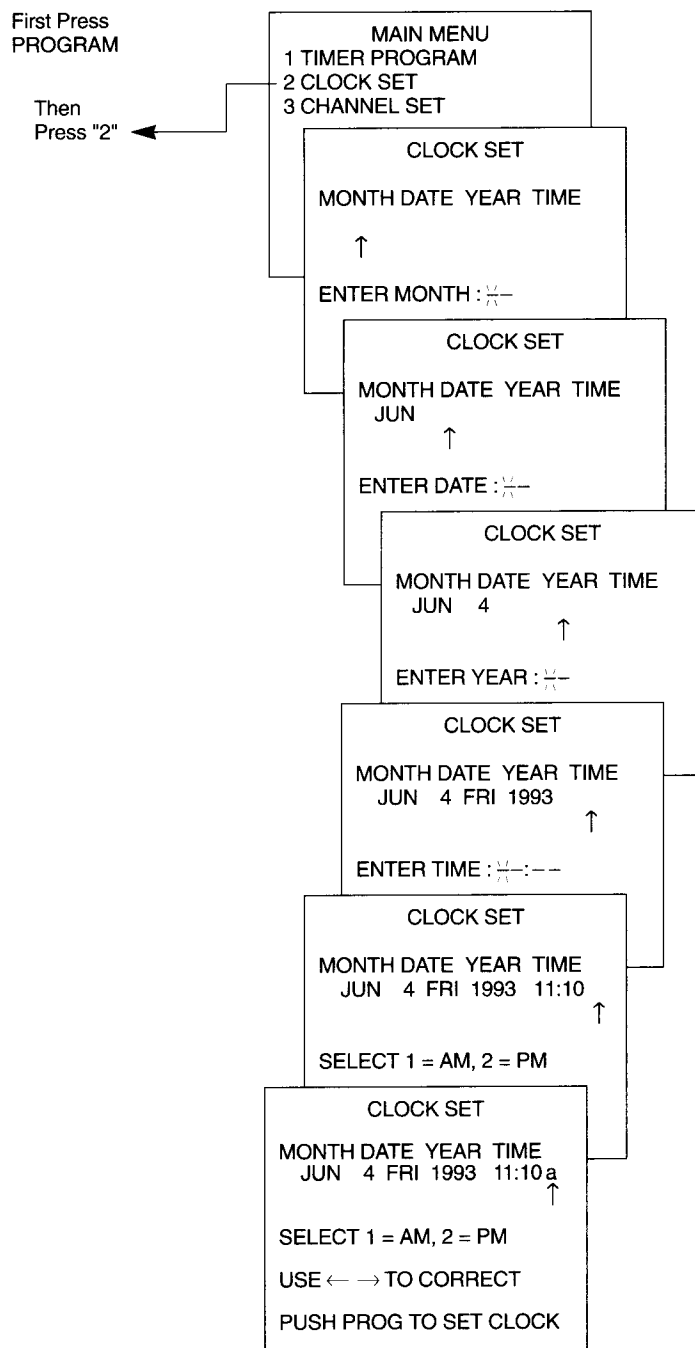 First Press
PROGRAM
Then
Press "2"
MAIN MENU
1 TIMER PROGRAM
2 CLOCK SET
3 CHANNEL SET
CLOCK SET
MONTH DATE YEAR TIME
↑
ENTER MONTH : --
CLOCK SET
MONTH DATE YEAR TIME
JUN
↑
ENTER DATE : --
CLOCK SET
MONTH DATE YEAR TIME
JUN 4
↑
ENTER YEAR : --
CLOCK SET
MONTH DATE YEAR TIME
JUN 4 FRI 1993
↑
ENTER TIME : --:--
CLOCK SET
MONTH DATE YEAR TIME
JUN 4 FRI 1993 11:10
↑
SELECT 1 = AM, 2 = PM
CLOCK SET
MONTH DATE YEAR TIME
JUN 4 FRI 1993 11:10a
↑
SELECT 1 = AM, 2 = PM
USE ← → TO CORRECT
PUSH PROG TO SET CLOCK